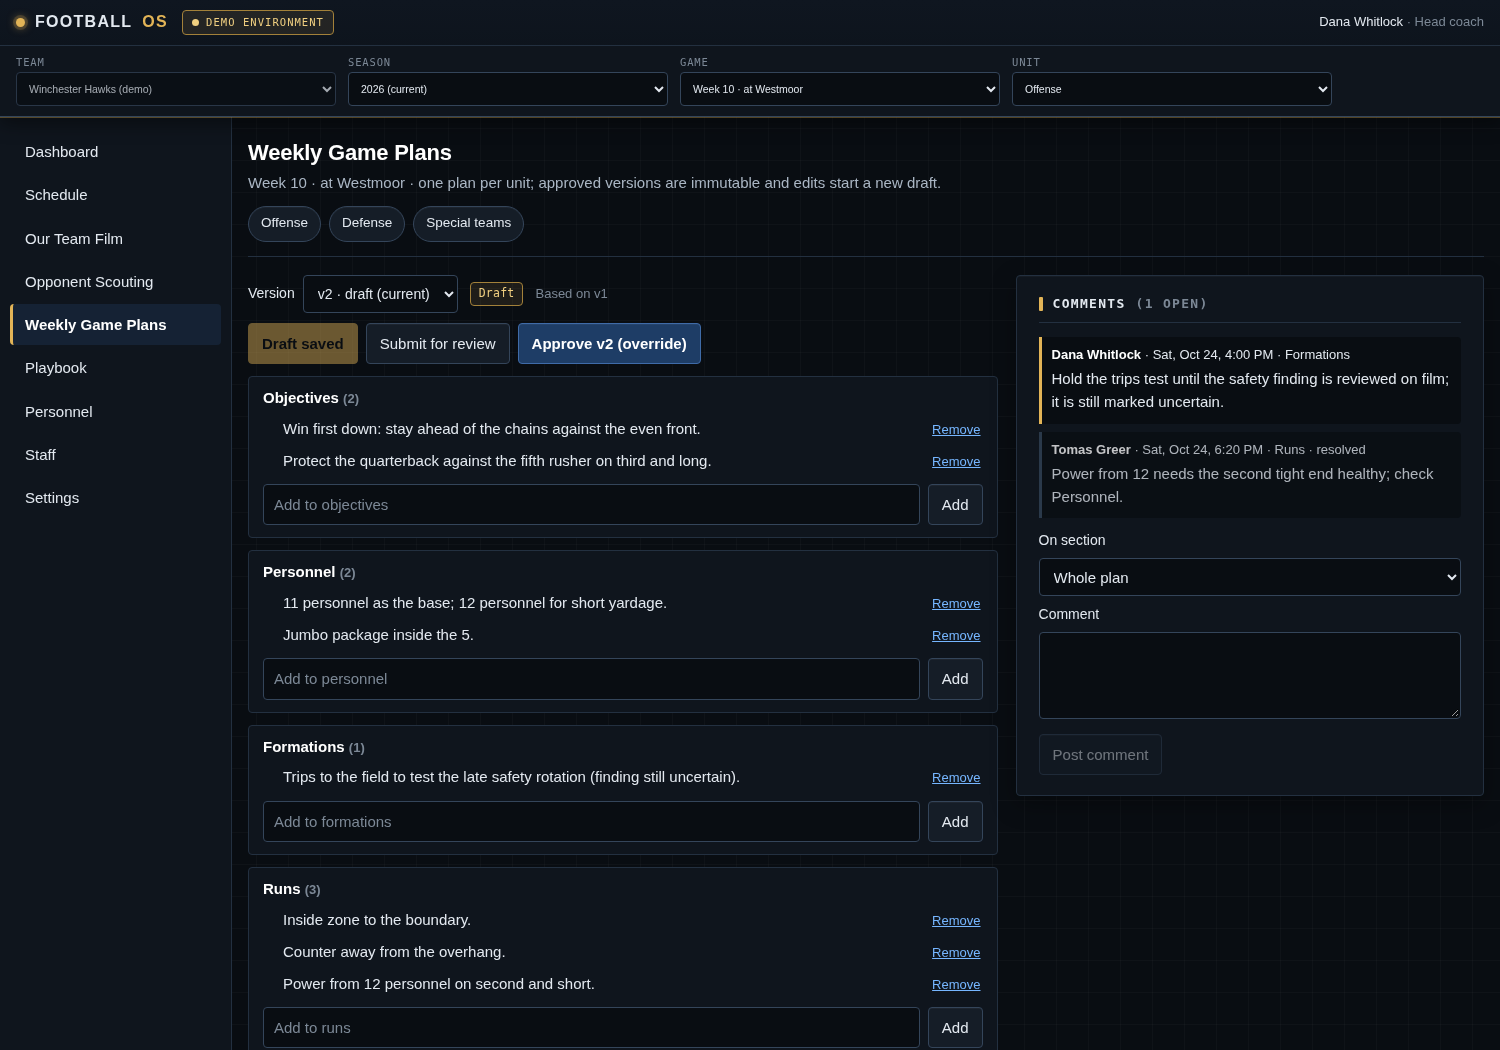 FOOTBALL OS
DEMO ENVIRONMENT
Dana Whitlock · Head coach
TEAM
Winchester Hawks (demo)
SEASON
2026 (current)
GAME
Week 10 · at Westmoor
UNIT
Offense
Dashboard
Schedule
Our Team Film
Opponent Scouting
Weekly Game Plans
Playbook
Personnel
Staff
Settings
Weekly Game Plans
Week 10 · at Westmoor · one plan per unit; approved versions are immutable and edits start a new draft.
Offense
Defense
Special teams
Version
v2 · draft (current)
Draft
Based on v1
Draft saved
Submit for review
Approve v2 (override)
Objectives (2)
Win first down: stay ahead of the chains against the even front.
Remove
Protect the quarterback against the fifth rusher on third and long.
Remove
Add to objectives
Add
Personnel (2)
11 personnel as the base; 12 personnel for short yardage.
Remove
Jumbo package inside the 5.
Remove
Add to personnel
Add
Formations (1)
Trips to the field to test the late safety rotation (finding still uncertain).
Remove
Add to formations
Add
Runs (3)
Inside zone to the boundary.
Remove
Counter away from the overhang.
Remove
Power from 12 personnel on second and short.
Remove
Add to runs
Add
COMMENTS (1 OPEN)
Dana Whitlock · Sat, Oct 24, 4:00 PM · Formations
Hold the trips test until the safety finding is reviewed on film;
it is still marked uncertain.
Tomas Greer · Sat, Oct 24, 6:20 PM · Runs · resolved
Power from 12 needs the second tight end healthy; check
Personnel.
On section
Whole plan
Comment
Post comment